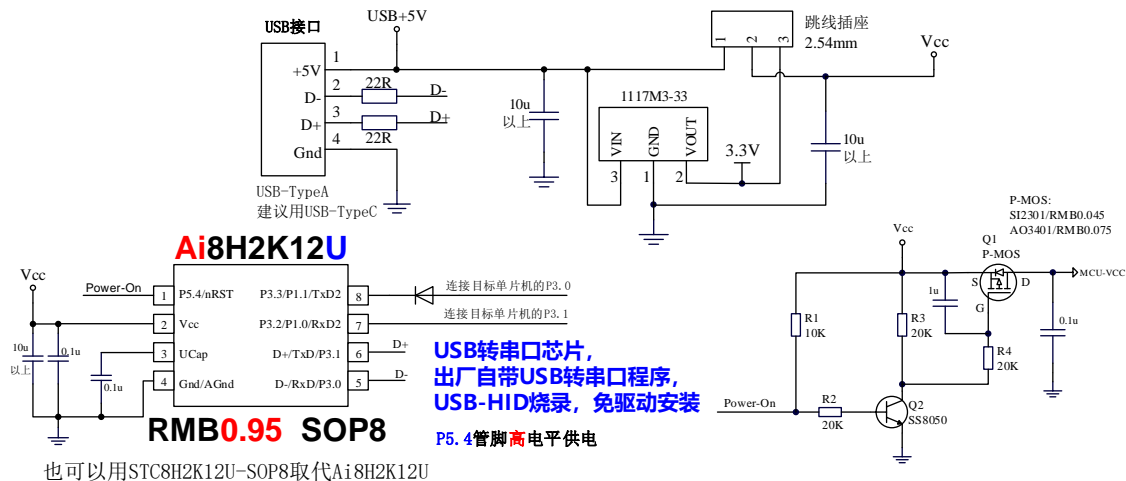 USB接口
USB+5V
1
+5V
2
22R
D-
D-
3
D+
D+
4
22R
Gnd
USB-TypeA
建议用USB-TypeC
10u
以上
跳线插座
2.54mm
1
2
3
Vcc
1117M3-33
VIN
GND
VOUT
3
1
2
3.3V
10u
以上
Ai8H2K12U
Vcc
Power-On
1
P5.4/nRST
P3.3/P1.1/TxD2
8
连接目标单片机的P3.0
2
Vcc
P3.2/P1.0/RxD2
7
连接目标单片机的P3.1
3
UCap
D+/TxD/P3.1
6
D+
4
Gnd/AGnd
D-/RxD/P3.0
5
D-
10u
以上
0.1u
0.1u
RMB0.95 SOP8
也可以用STC8H2K12U-SOP8取代Ai8H2K12U
USB转串口芯片，
出厂自带USB转串口程序，
USB-HID烧录，免驱动安装
P5.4管脚高电平供电
P-MOS:
SI2301/RMB0.045
AO3401/RMB0.075
Vcc
Q1
P-MOS
S
D
G
MCU-VCC
1u
0.1u
R1
10K
R3
20K
R4
20K
Power-On
R2
20K
Q2
SS8050